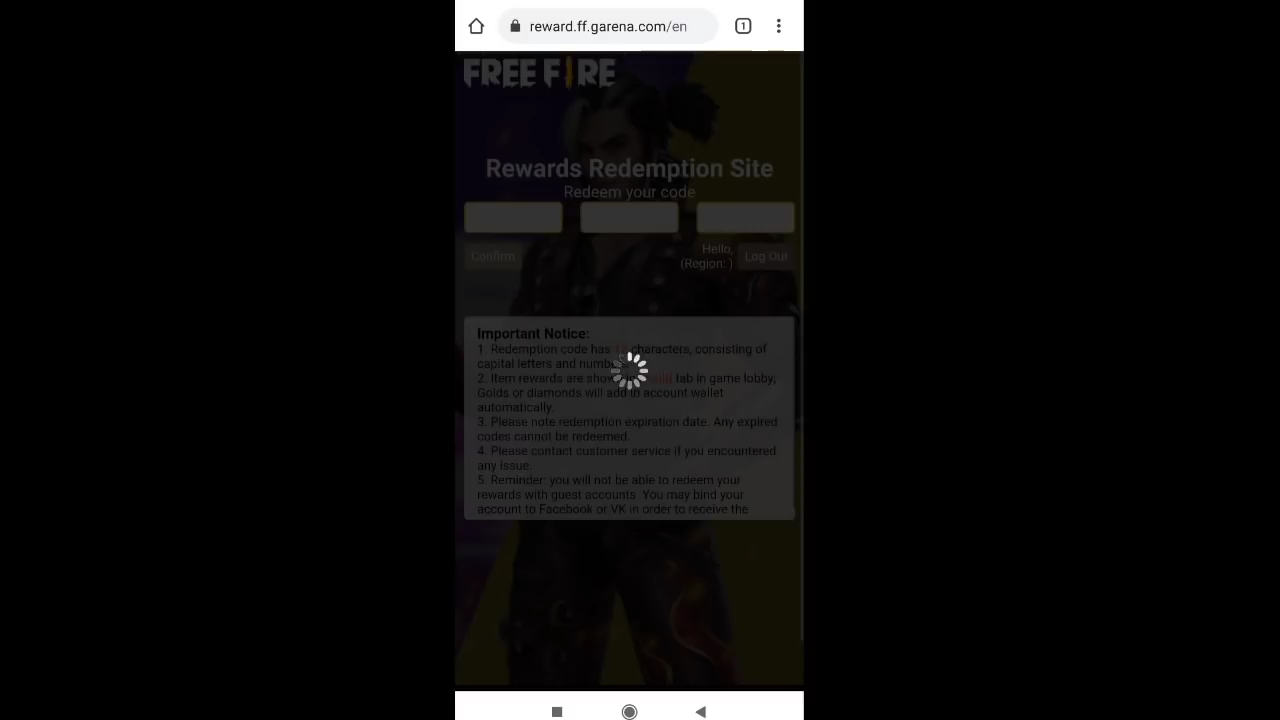 reward.ff.garena.com/en
1
FREE FIRE
Rewards Redemption Site
Redeem your code
Confirm
Hello,
(Region: )
Log Out
Important Notice:
1. Redemption code has 12 characters, consisting of
capital letters and numbe
2. Item rewards are show tab in game lobby;
Golds or diamonds will add in account wallet
automatically.
3. Please note redemption expiration date. Any expired
codes cannot be redeemed.
4. Please contact customer service if you encountered
any issue.
5. Reminder: you will not be able to redeem your
rewards with guest accounts. You may bind your
account to Facebook or VK in order to receive the